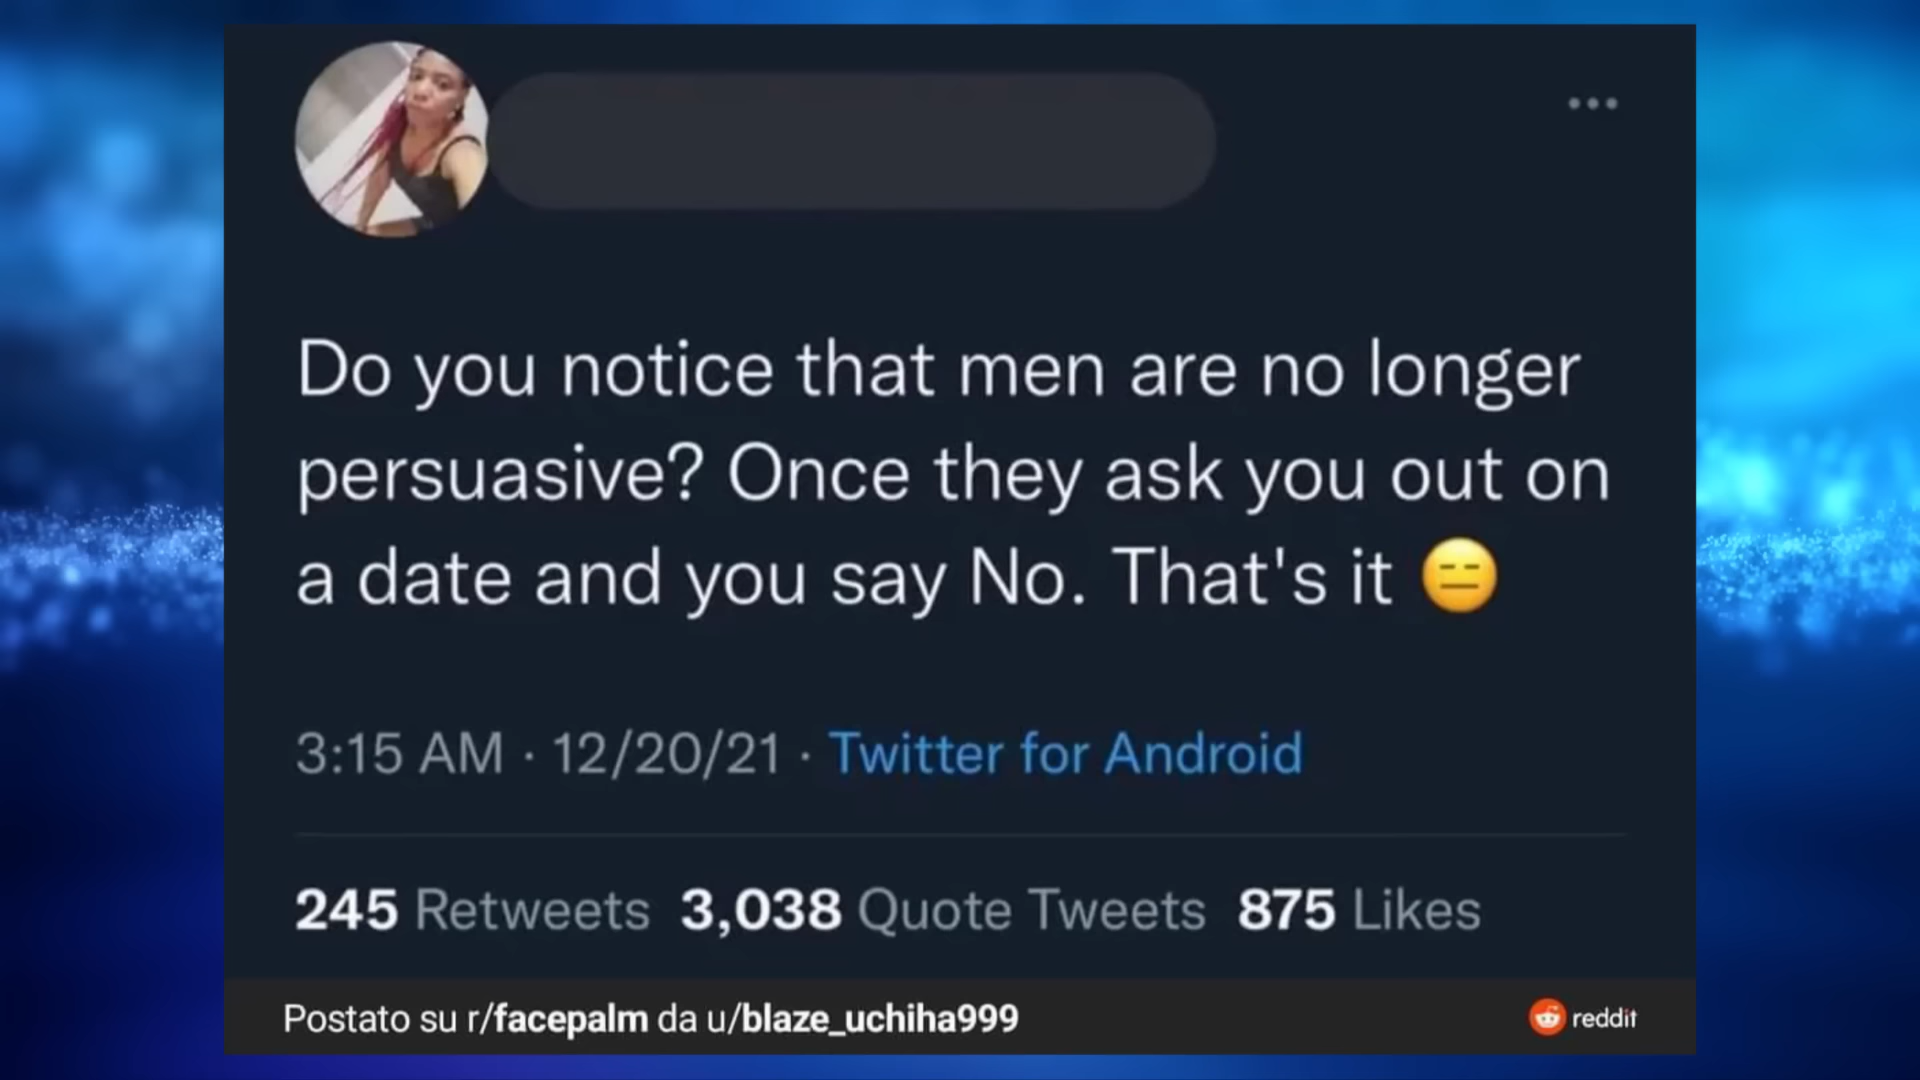 Do you notice that men are no longer
persuasive? Once they ask you out on
a date and you say No. That's it 😑
3:15 AM · 12/20/21 · Twitter for Android
245 Retweets 3,038 Quote Tweets 875 Likes
Postato su r/facepalm da u/blaze_uchiha999
reddit